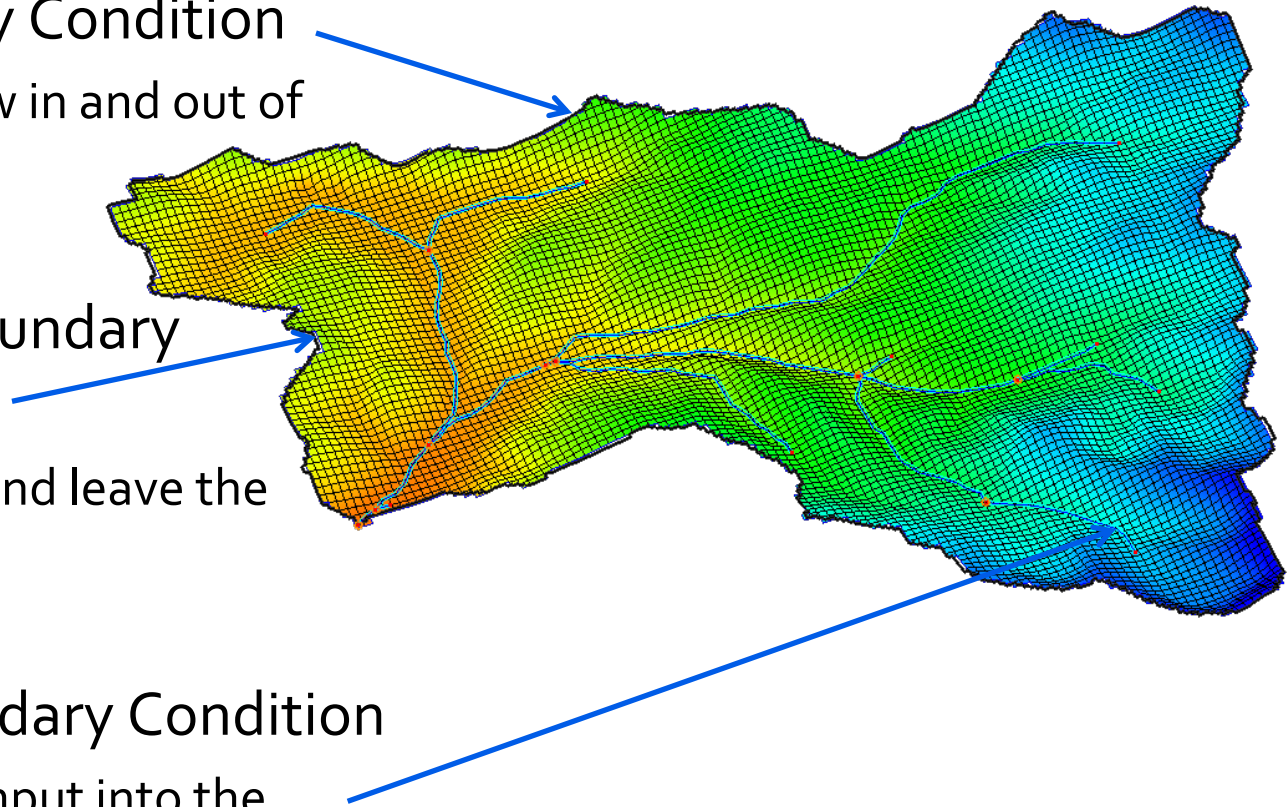 y Condition
w in and out of
undary
nd leave the
dary Condition
nput into the